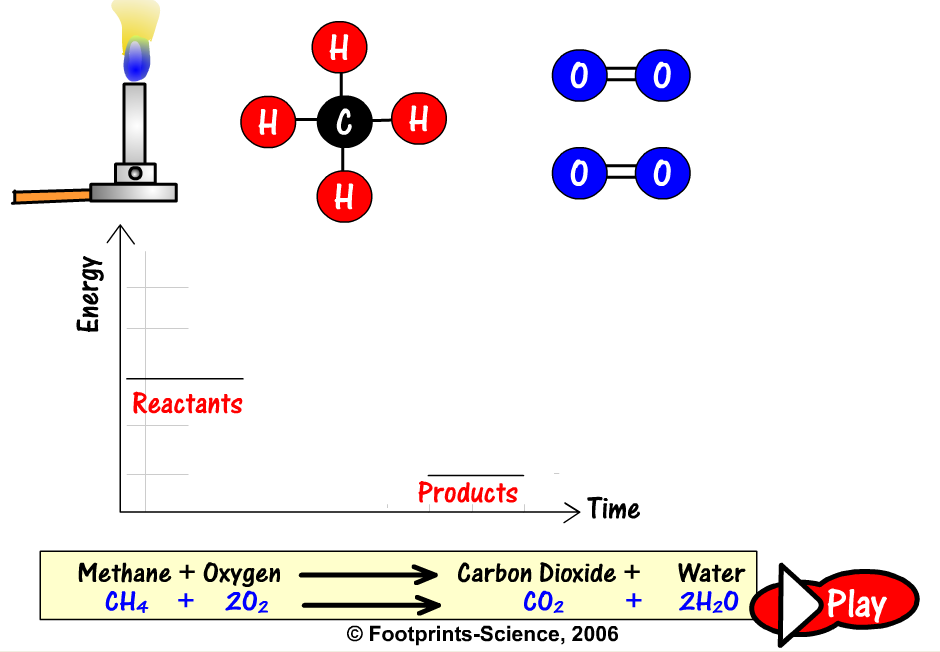 H
H C H
H
O O
O O
Energy
Reactants
Products
Time
Methane + Oxygen Carbon Dioxide + Water
CH4 + 2O2 CO2 + 2H2O
Play
© Footprints-Science, 2006